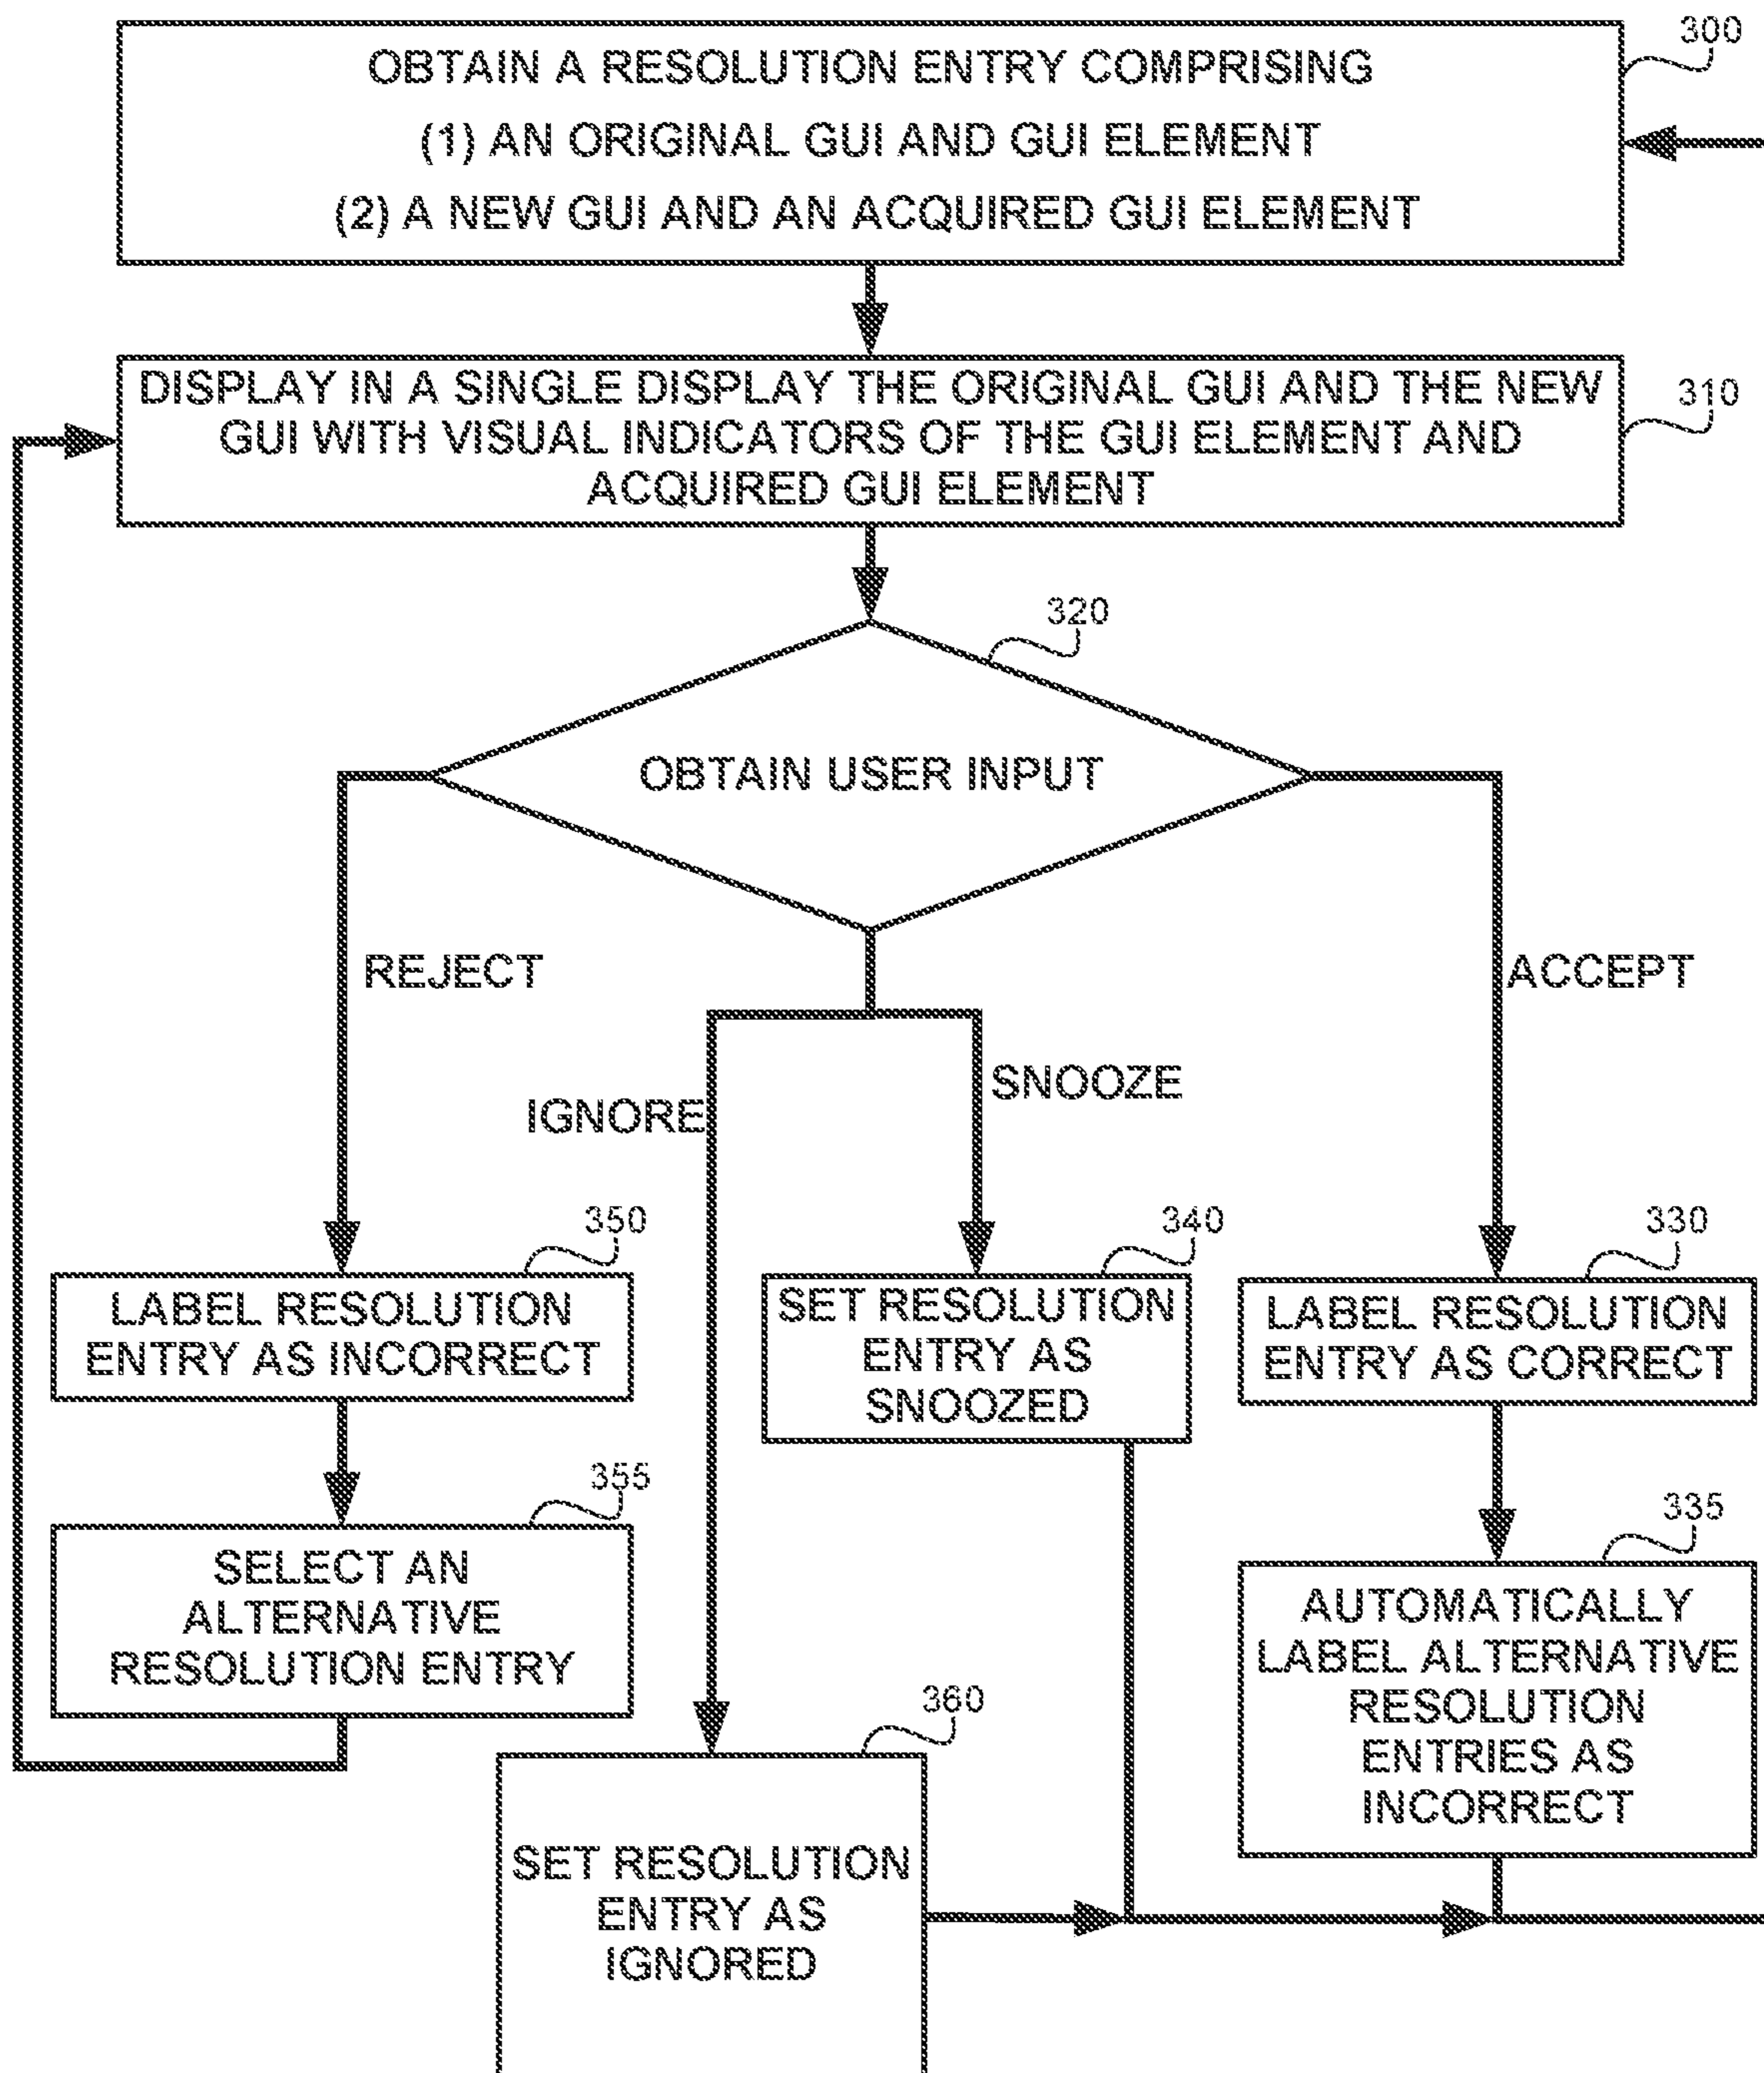 300
OBTAIN A RESOLUTION ENTRY COMPRISING
(1) AN ORIGINAL GUI AND GUI ELEMENT
(2) A NEW GUI AND AN ACQUIRED GUI ELEMENT
310
DISPLAY IN A SINGLE DISPLAY THE ORIGINAL GUI AND THE NEW
GUI WITH VISUAL INDICATORS OF THE GUI ELEMENT AND
ACQUIRED GUI ELEMENT
320
OBTAIN USER INPUT
REJECT
ACCEPT
IGNORE
SNOOZE
350
LABEL RESOLUTION
ENTRY AS INCORRECT
340
SET RESOLUTION
ENTRY AS
SNOOZED
330
LABEL RESOLUTION
ENTRY AS CORRECT
355
SELECT AN
ALTERNATIVE
RESOLUTION ENTRY
335
AUTOMATICALLY
LABEL ALTERNATIVE
RESOLUTION
ENTRIES AS
INCORRECT
360
SET RESOLUTION
ENTRY AS
IGNORED